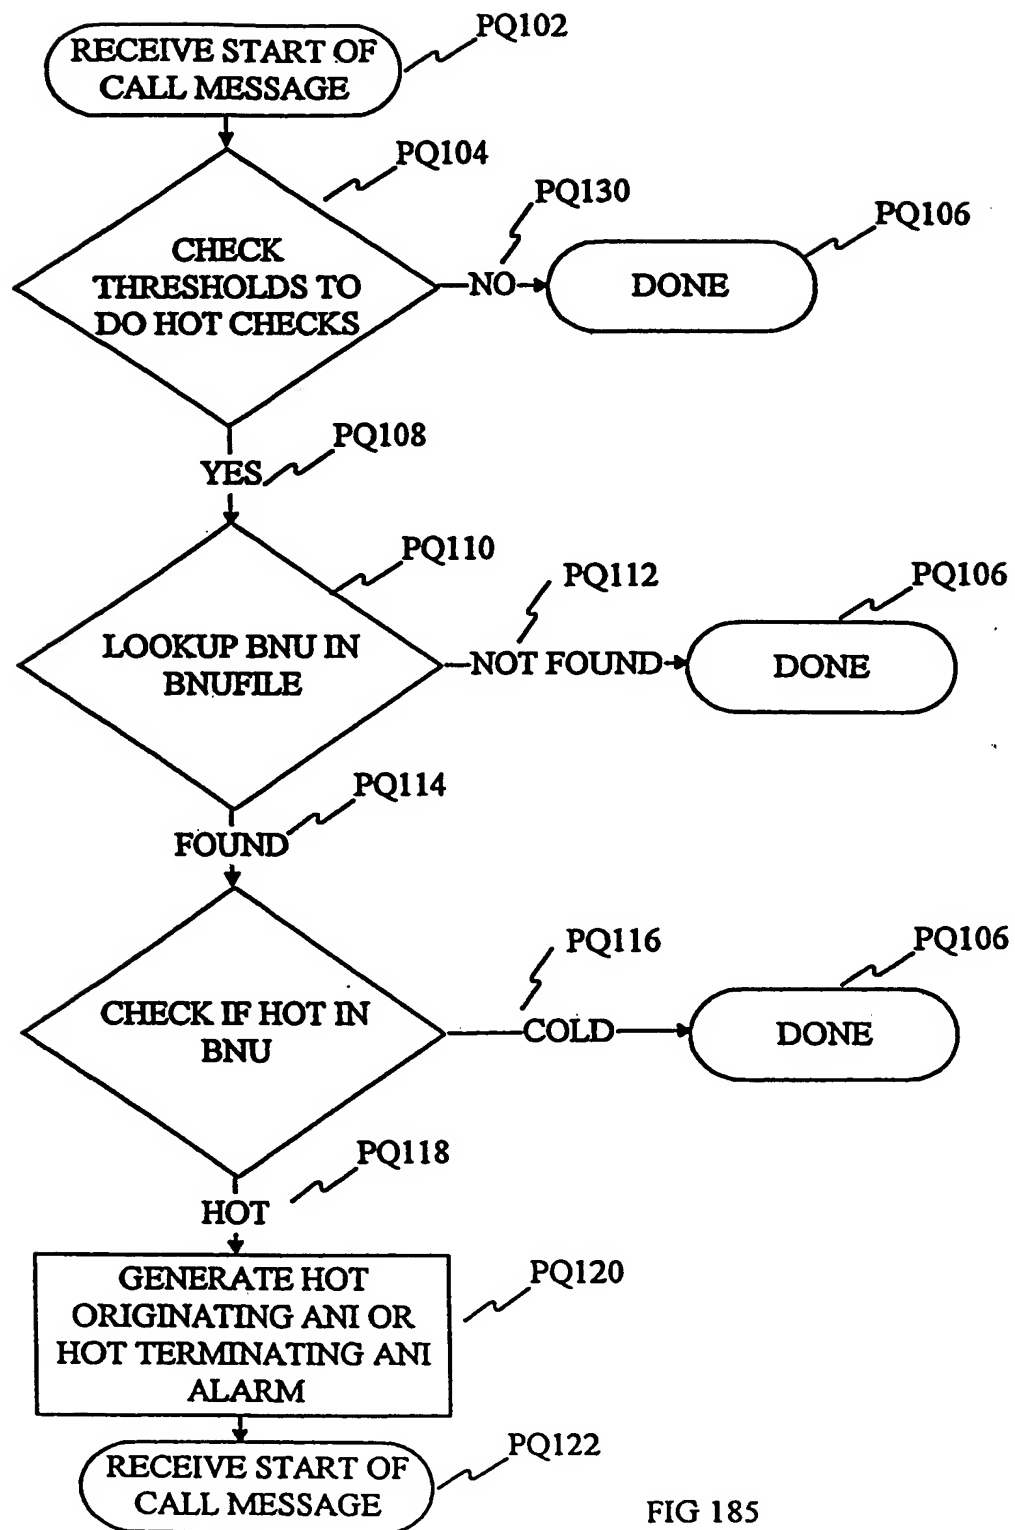 PQ102
RECEIVE START OF
CALL MESSAGE
PQ104
PQ130
PQ106
CHECK
THRESHOLDS TO
DO HOT CHECKS
NO
DONE
PQ108
YES
PQ110
PQ112
PQ106
LOOKUP BNU IN
BNUFILE
NOT FOUND
DONE
PQ114
FOUND
PQ116
PQ106
CHECK IF HOT IN
BNU
COLD
DONE
PQ118
HOT
PQ120
GENERATE HOT
ORIGINATING ANI OR
HOT TERMINATING ANI
ALARM
PQ122
RECEIVE START OF
CALL MESSAGE
FIG 185